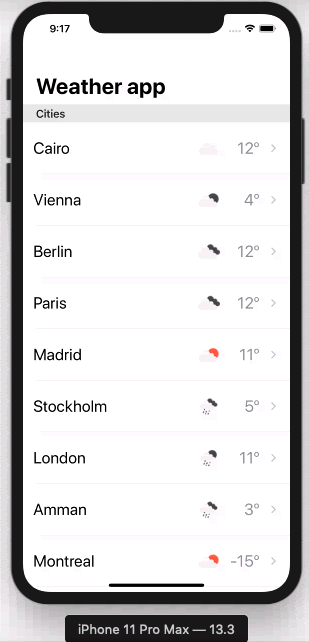 9:17
Weather app
Cities
Cairo 12°
Vienna 4°
Berlin 12°
Paris 12°
Madrid 11°
Stockholm 5°
London 11°
Amman 3°
Montreal -15°
iPhone 11 Pro Max — 13.3